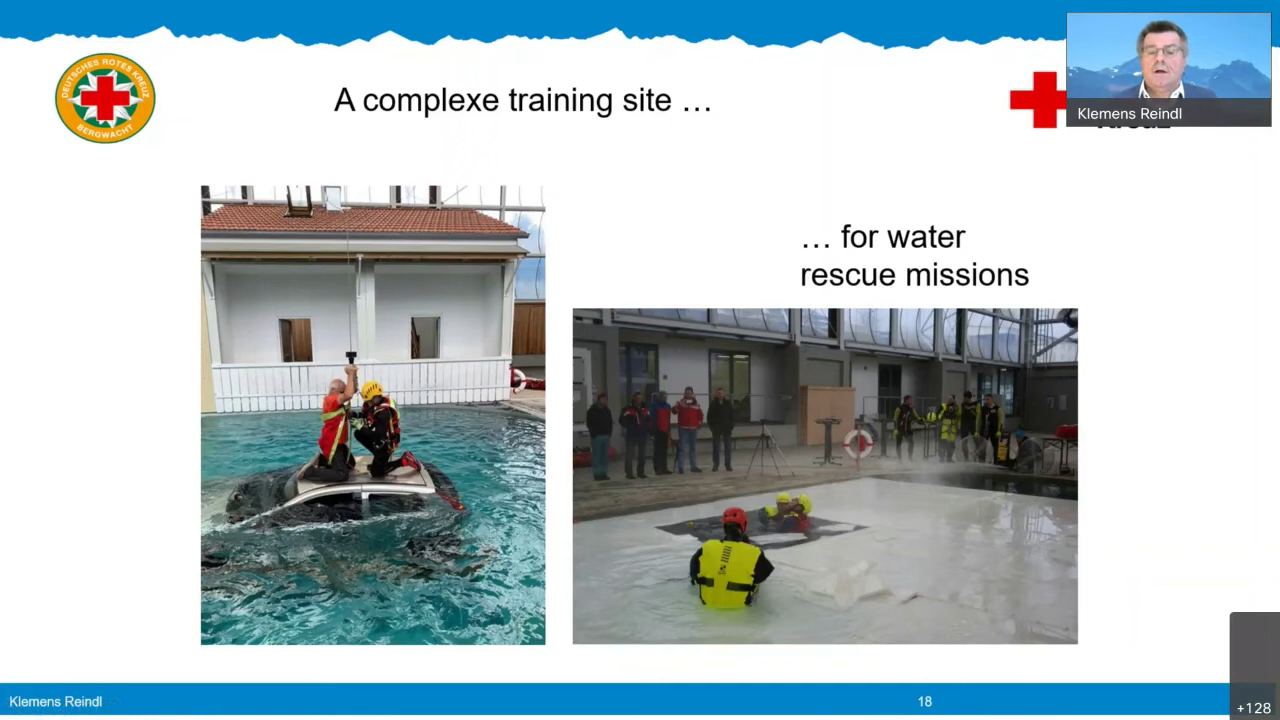 DEUTSCHES ROTES KREUZ
BERGWACHT
A complexe training site …
Klemens Reindl
… for water
rescue missions
Klemens Reindl
18
+128